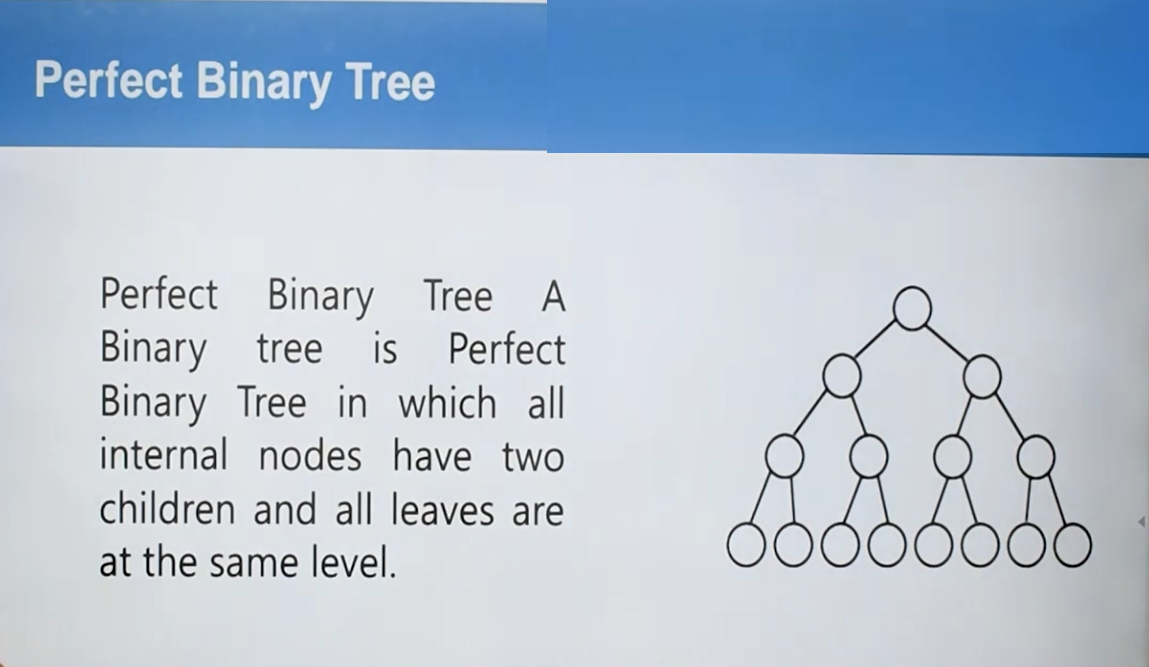 Perfect Binary Tree
Perfect Binary Tree A
Binary tree is Perfect
Binary Tree in which all
internal nodes have two
children and all leaves are
at the same level.